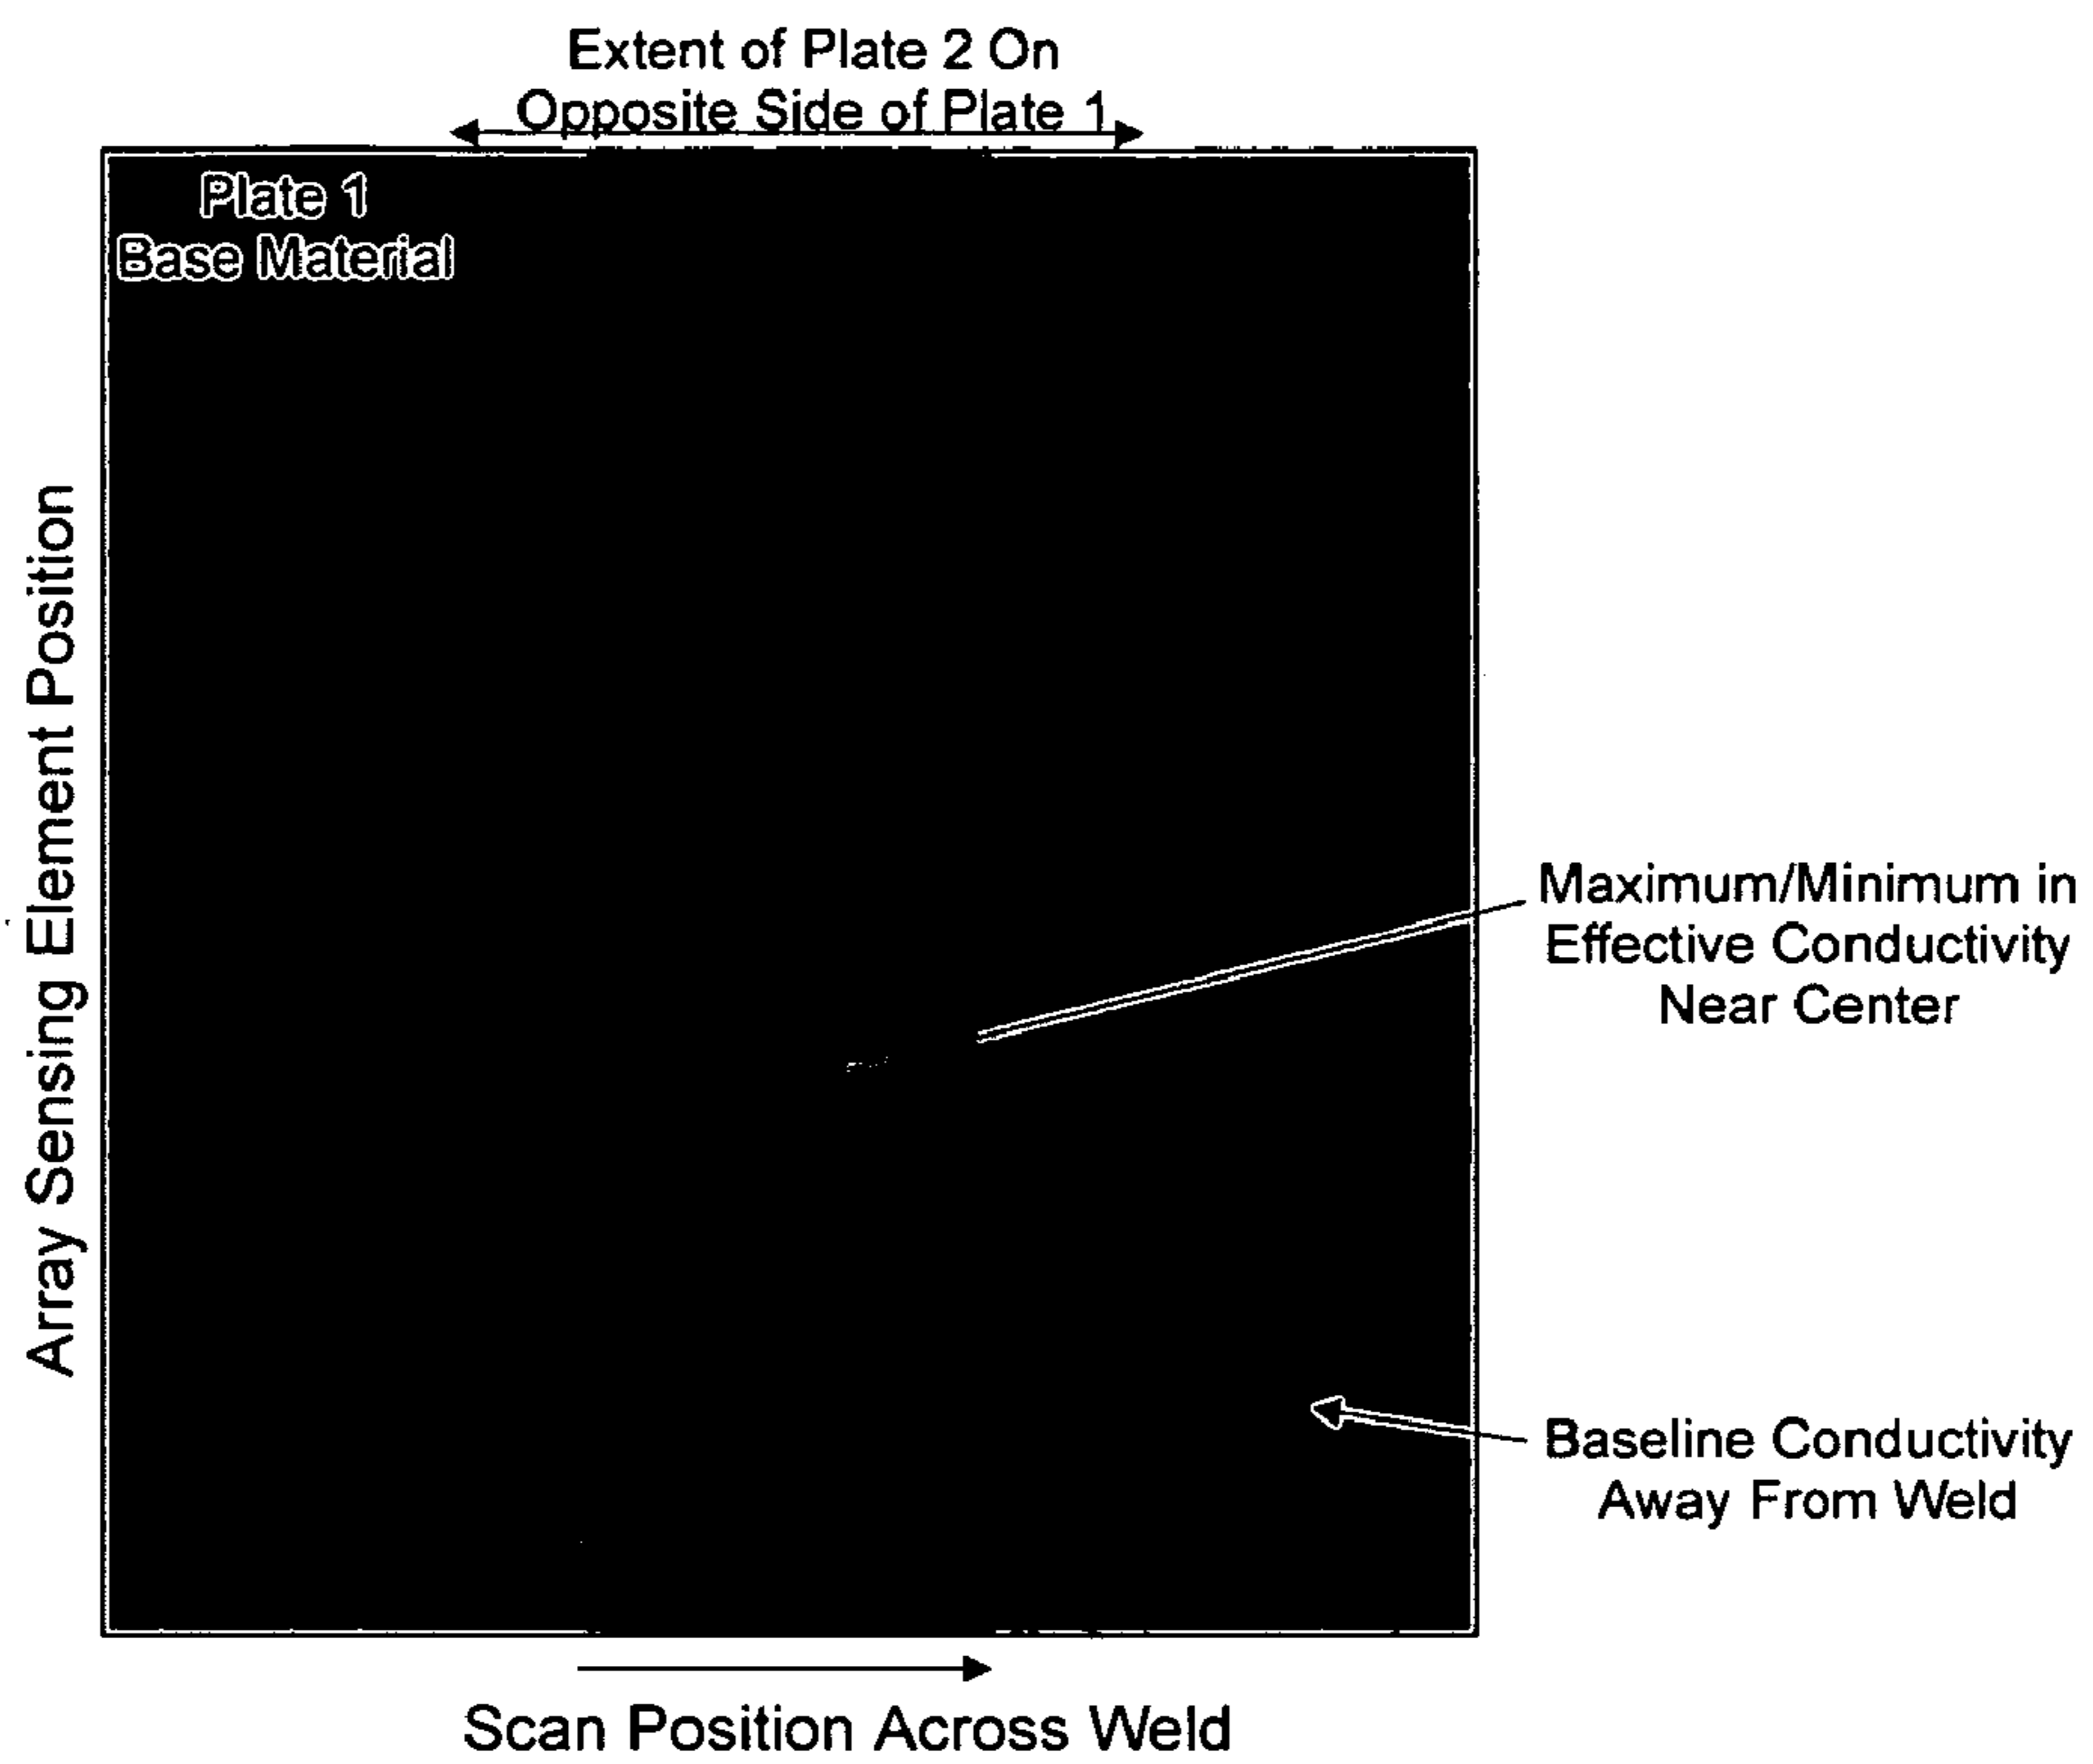 Extent of Plate 2 On
Opposite Side of Plate 1
Plate 1
Base Material
Array Sensing Element Position
Maximum/Minimum in
Effective Conductivity
Near Center
Baseline Conductivity
Away From Weld
Scan Position Across Weld